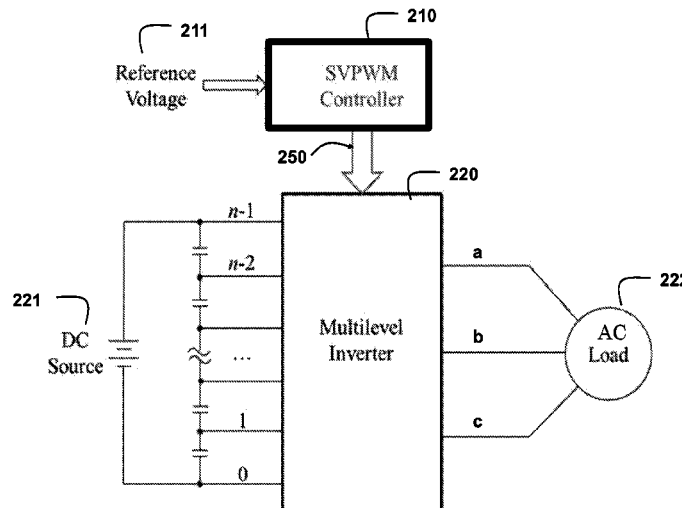 211
210
Reference
Voltage
SVPWM
Controller
250
220
n-1
n-2
...
1
0
221
DC
Source
Multilevel
Inverter
a
b
c
222
AC
Load